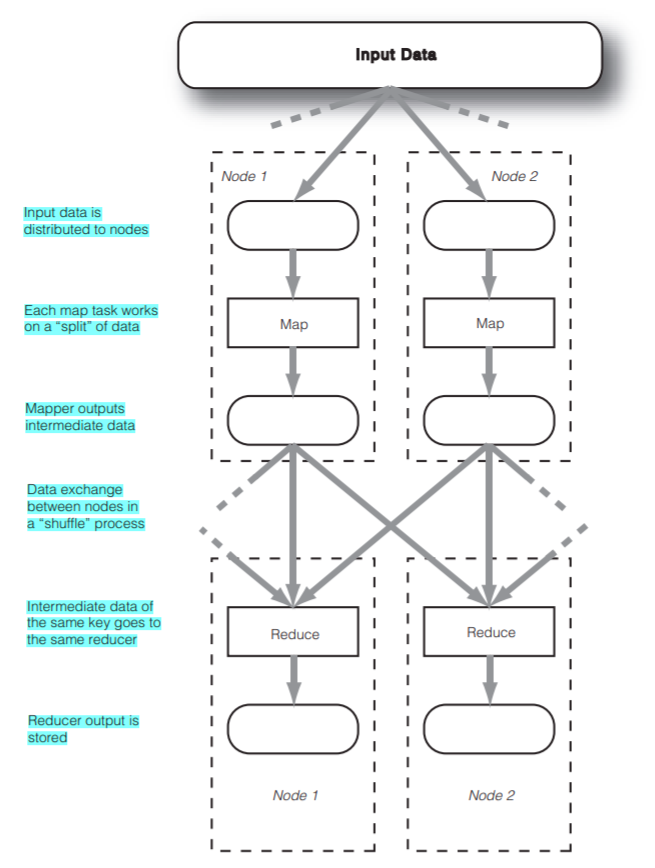 Input Data
Node 1
Node 2
Input data is
distributed to nodes
Each map task works
on a “split” of data
Map
Map
Mapper outputs
intermediate data
Data exchange
between nodes in
a “shuffle” process
Intermediate data of
the same key goes to
the same reducer
Reduce
Reduce
Reducer output is
stored
Node 1
Node 2